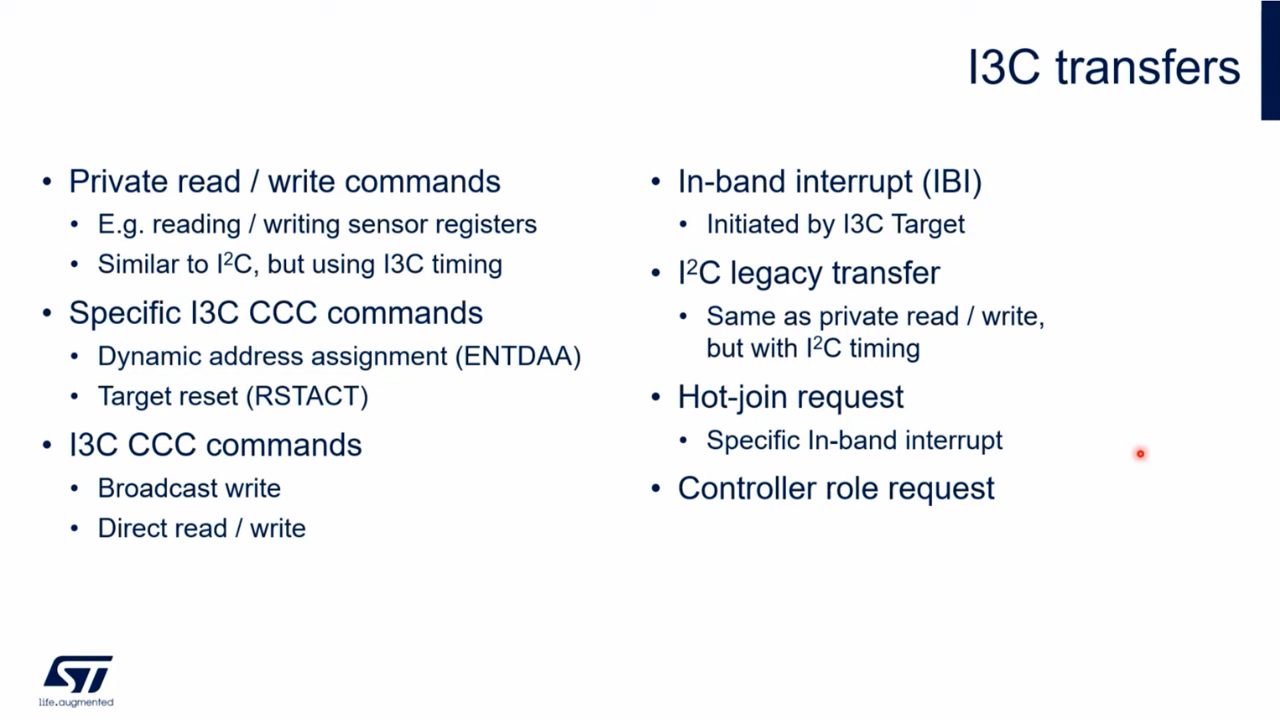 I3C transfers
• Private read / write commands
• E.g. reading / writing sensor registers
• Similar to I²C, but using I3C timing
• Specific I3C CCC commands
• Dynamic address assignment (ENTDAA)
• Target reset (RSTACT)
• I3C CCC commands
• Broadcast write
• Direct read / write
• In-band interrupt (IBI)
• Initiated by I3C Target
• I²C legacy transfer
• Same as private read / write,
but with I²C timing
• Hot-join request
• Specific In-band interrupt
• Controller role request
ST
life.augmented